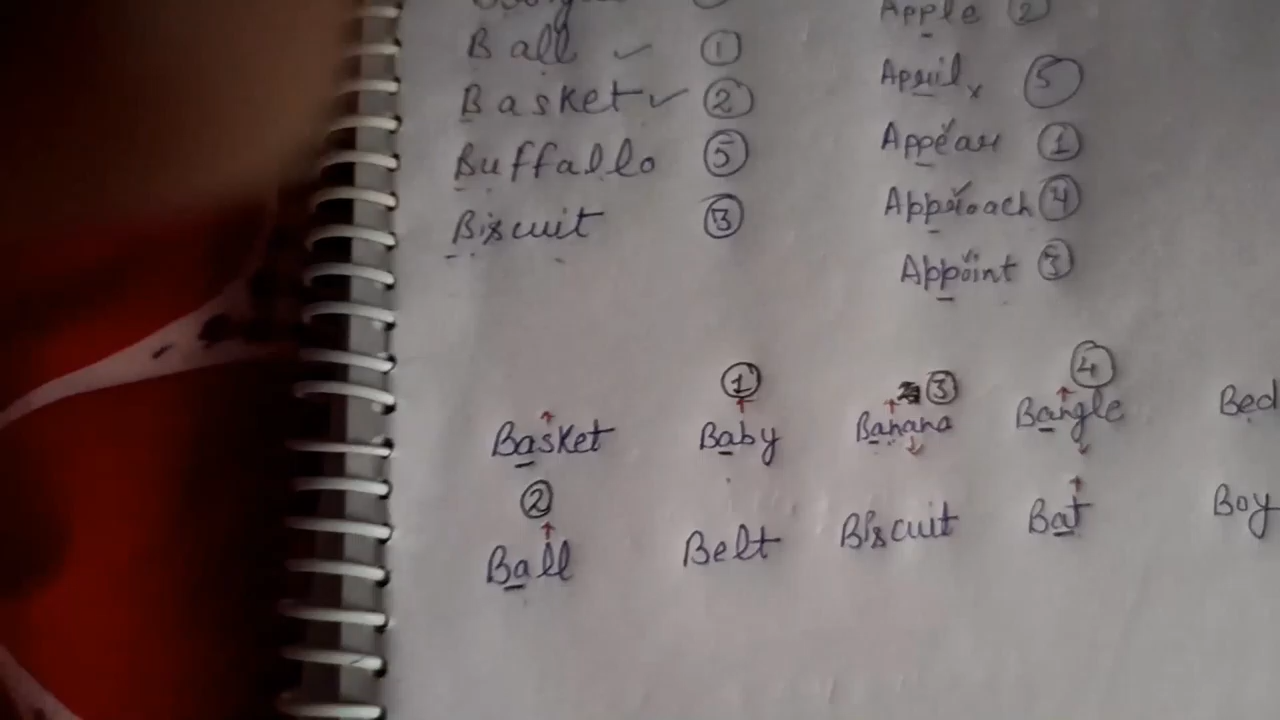 Apple ②
Ball ✓ ①
April x ⑤
Basket ✓ ②
Appear ①
Buffallo ⑤
Approach ④
Biscuit ③
Appoint ③
① ③ ④
Basket Baby Banana Bangle Bed
②
Ball Belt Biscuit Bat Boy